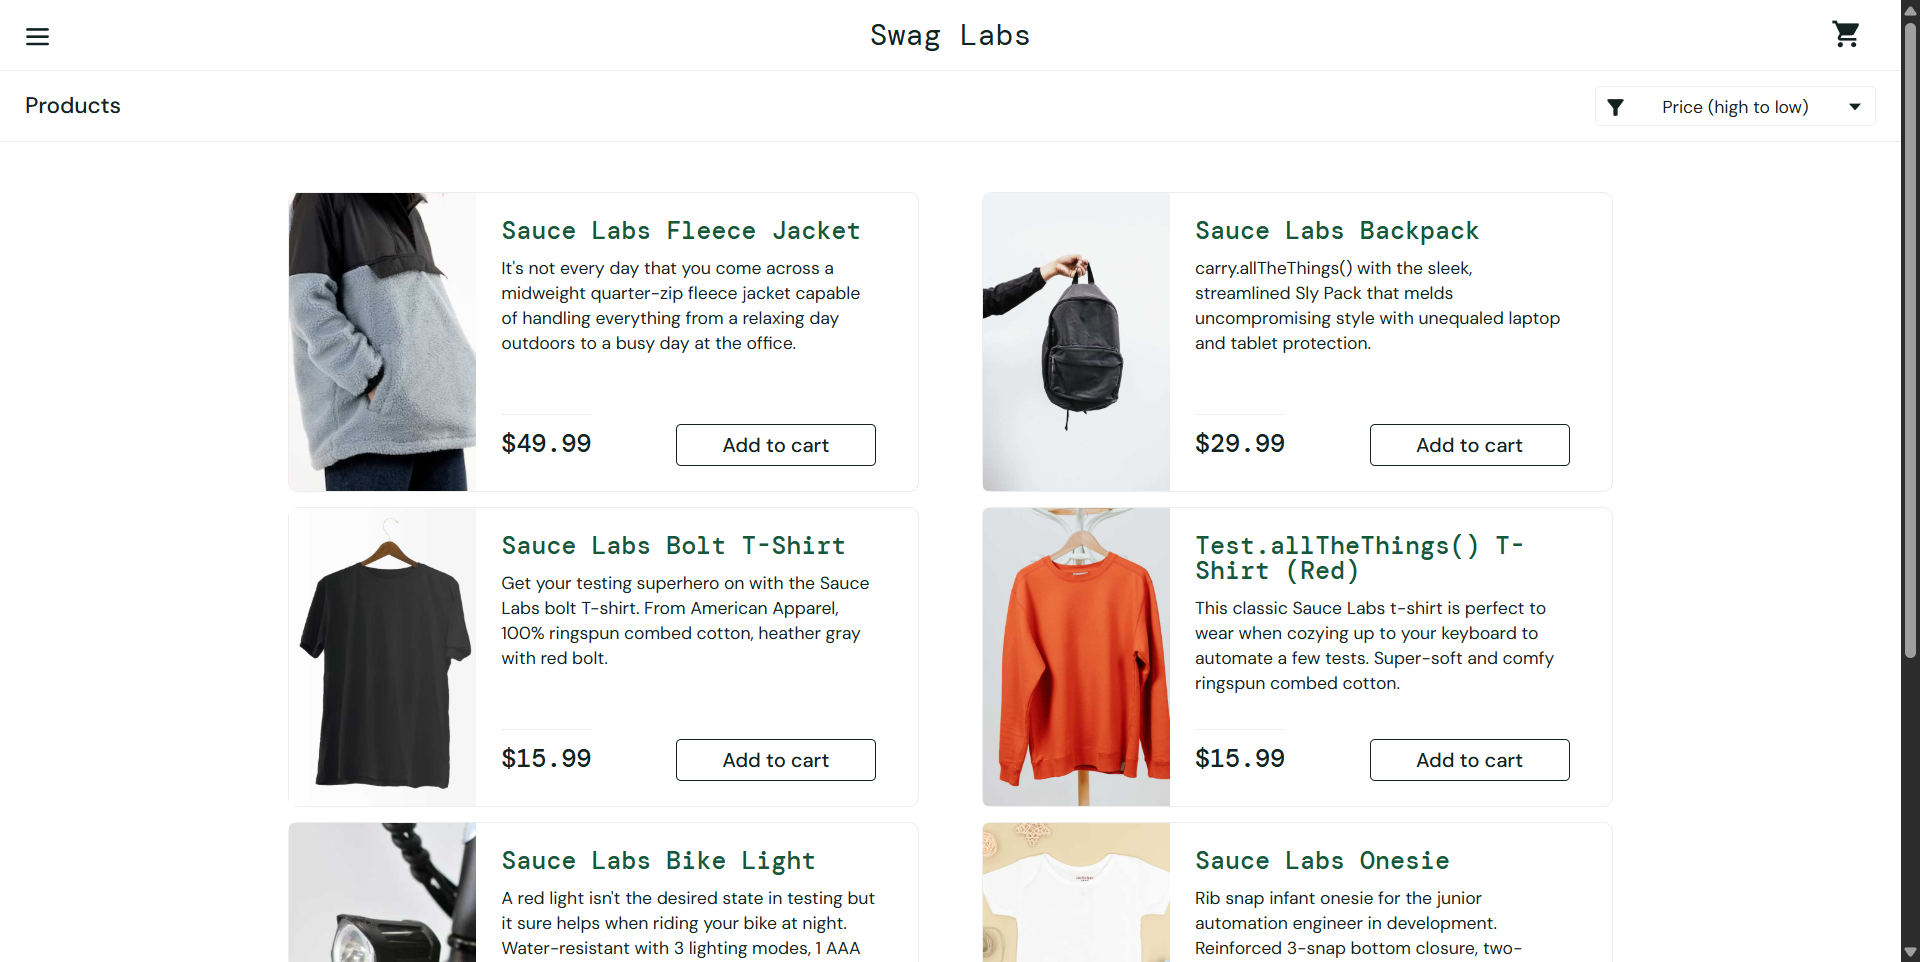 Swag Labs
Products
Price (high to low)
Sauce Labs Fleece Jacket
It's not every day that you come across a
midweight quarter-zip fleece jacket capable
of handling everything from a relaxing day
outdoors to a busy day at the office.
$49.99
Add to cart
Sauce Labs Backpack
carry.allTheThings() with the sleek,
streamlined Sly Pack that melds
uncompromising style with unequaled laptop
and tablet protection.
$29.99
Add to cart
Sauce Labs Bolt T-Shirt
Get your testing superhero on with the Sauce
Labs bolt T-shirt. From American Apparel,
100% ringspun combed cotton, heather gray
with red bolt.
$15.99
Add to cart
Test.allTheThings() T-
Shirt (Red)
This classic Sauce Labs t-shirt is perfect to
wear when cozying up to your keyboard to
automate a few tests. Super-soft and comfy
ringspun combed cotton.
$15.99
Add to cart
Sauce Labs Bike Light
A red light isn't the desired state in testing but
it sure helps when riding your bike at night.
Water-resistant with 3 lighting modes, 1 AAA
Sauce Labs Onesie
Rib snap infant onesie for the junior
automation engineer in development.
Reinforced 3-snap bottom closure, two-